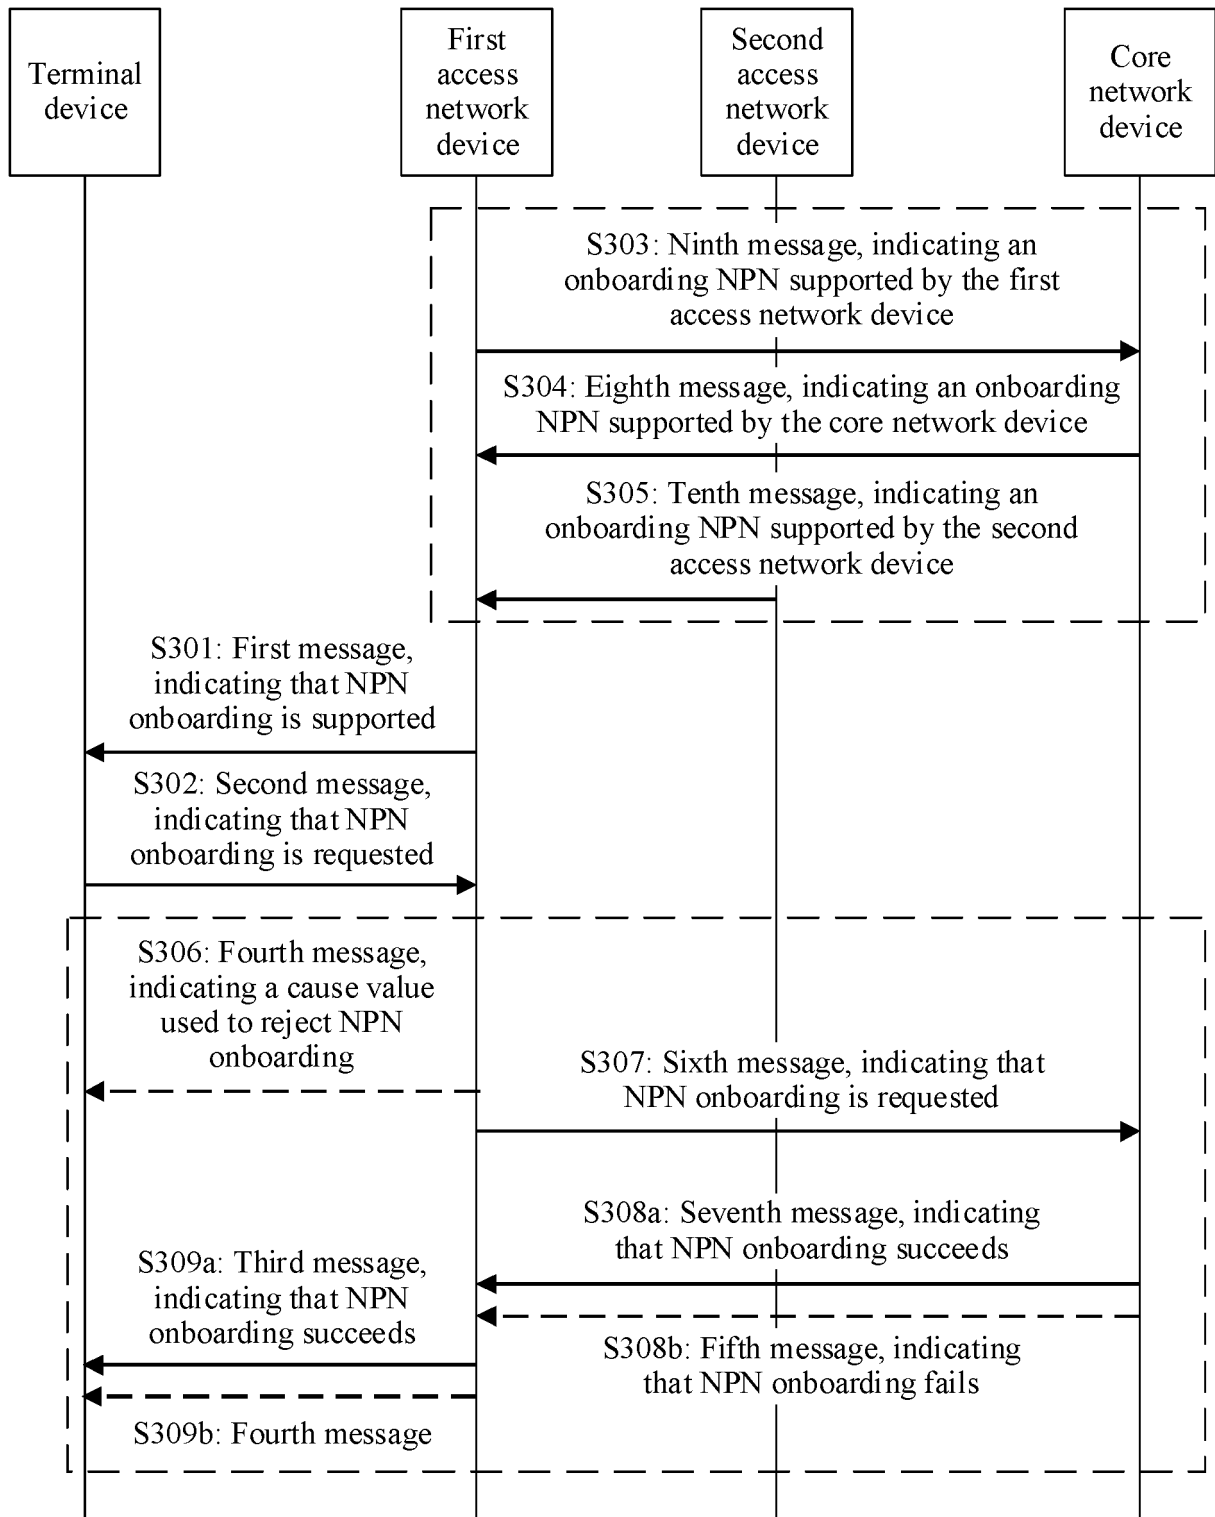 Terminal
device
First
access
network
device
Second
access
network
device
Core
network
device
S303: Ninth message, indicating an
onboarding NPN supported by the first
access network device
S304: Eighth message, indicating an onboarding
NPN supported by the core network device
S305: Tenth message, indicating an
onboarding NPN supported by the second
access network device
S301: First message,
indicating that NPN
onboarding is supported
S302: Second message,
indicating that NPN
onboarding is requested
S306: Fourth message,
indicating a cause value
used to reject NPN
onboarding
S307: Sixth message, indicating that
NPN onboarding is requested
S308a: Seventh message, indicating
that NPN onboarding succeeds
S309a: Third message,
indicating that NPN
onboarding succeeds
S308b: Fifth message, indicating
that NPN onboarding fails
S309b: Fourth message